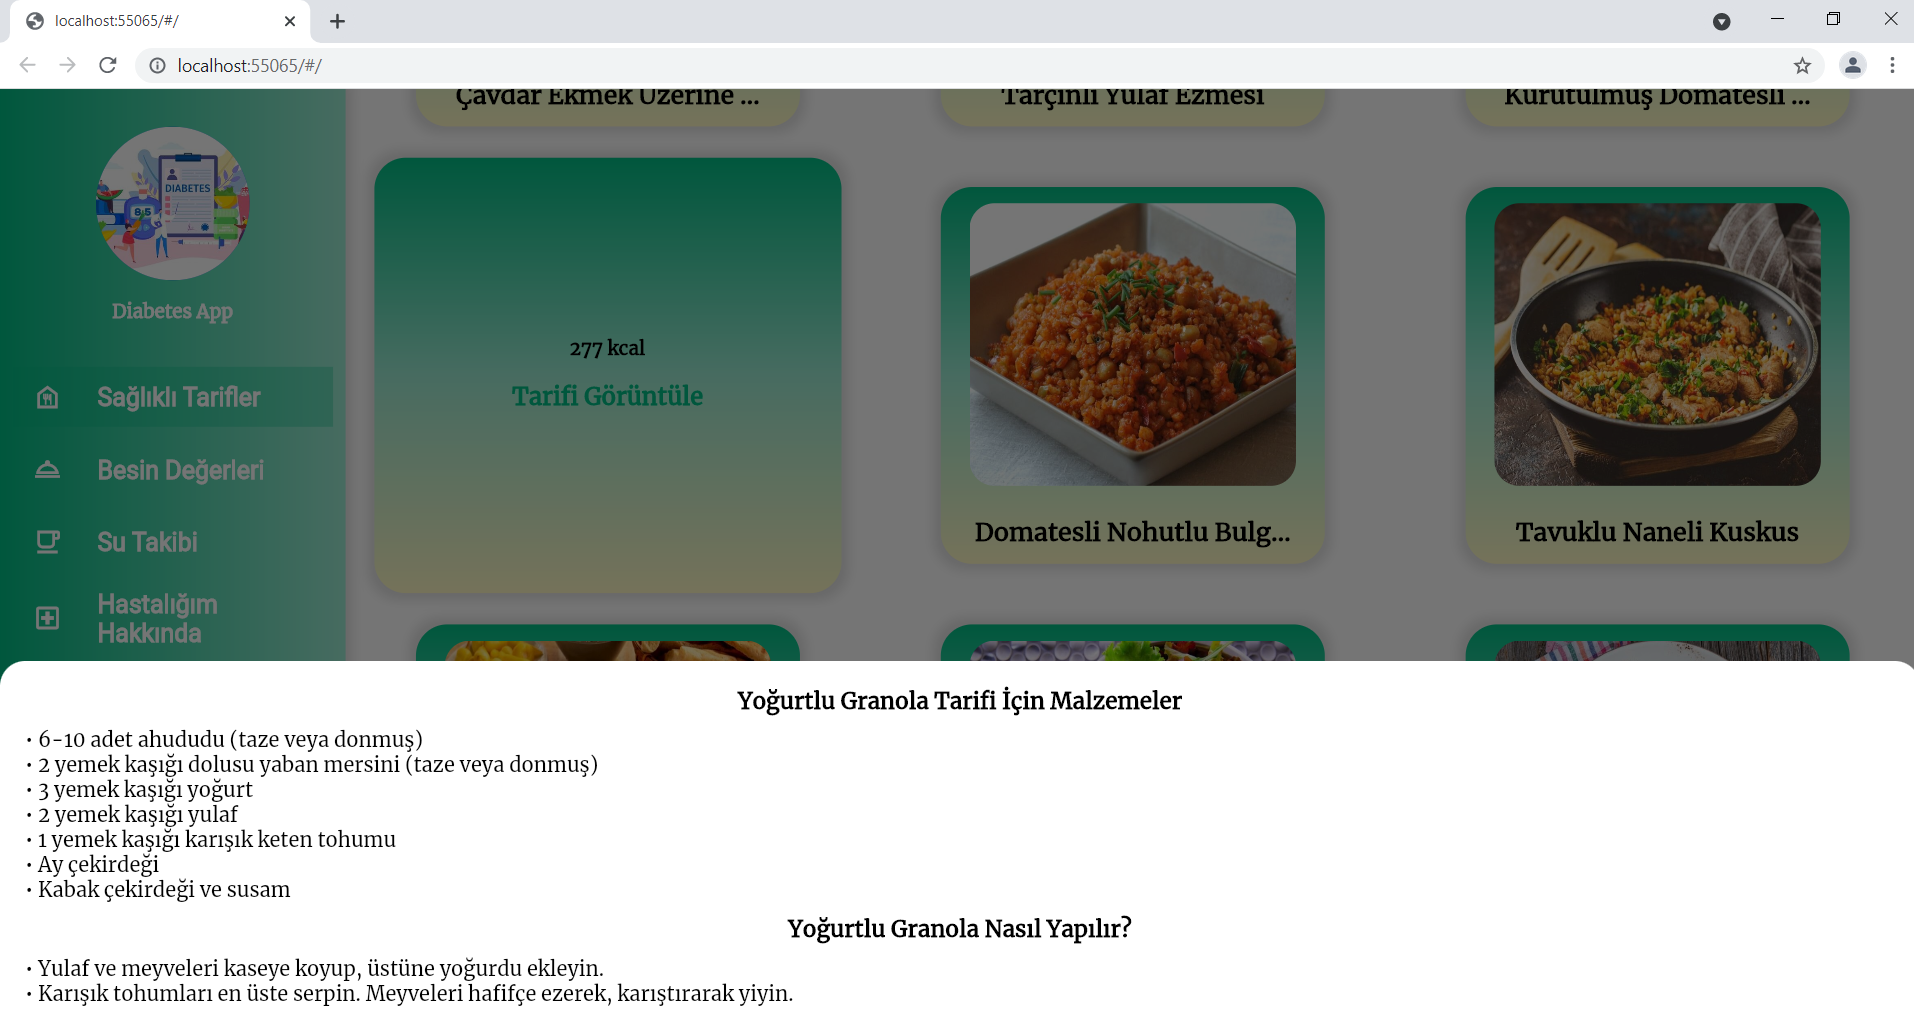 localhost:55065/#/
localhost:55065/#/
Çavdar Ekmek Üzerine ...
Tarçınlı Yulaf Ezmesi
Kurutulmuş Domatesli ...
DIABETES
8.5
Diabetes App
277 kcal
Tarifi Görüntüle
Sağlıklı Tarifler
Besin Değerleri
Su Takibi
Hastalığım
Hakkında
Domatesli Nohutlu Bulg...
Tavuklu Naneli Kuskus
Yoğurtlu Granola Tarifi İçin Malzemeler
• 6-10 adet ahududu (taze veya donmuş)
• 2 yemek kaşığı dolusu yaban mersini (taze veya donmuş)
• 3 yemek kaşığı yoğurt
• 2 yemek kaşığı yulaf
• 1 yemek kaşığı karışık keten tohumu
• Ay çekirdeği
• Kabak çekirdeği ve susam
Yoğurtlu Granola Nasıl Yapılır?
• Yulaf ve meyveleri kaseye koyup, üstüne yoğurdu ekleyin.
• Karışık tohumları en üste serpin. Meyveleri hafifçe ezerek, karıştırarak yiyin.